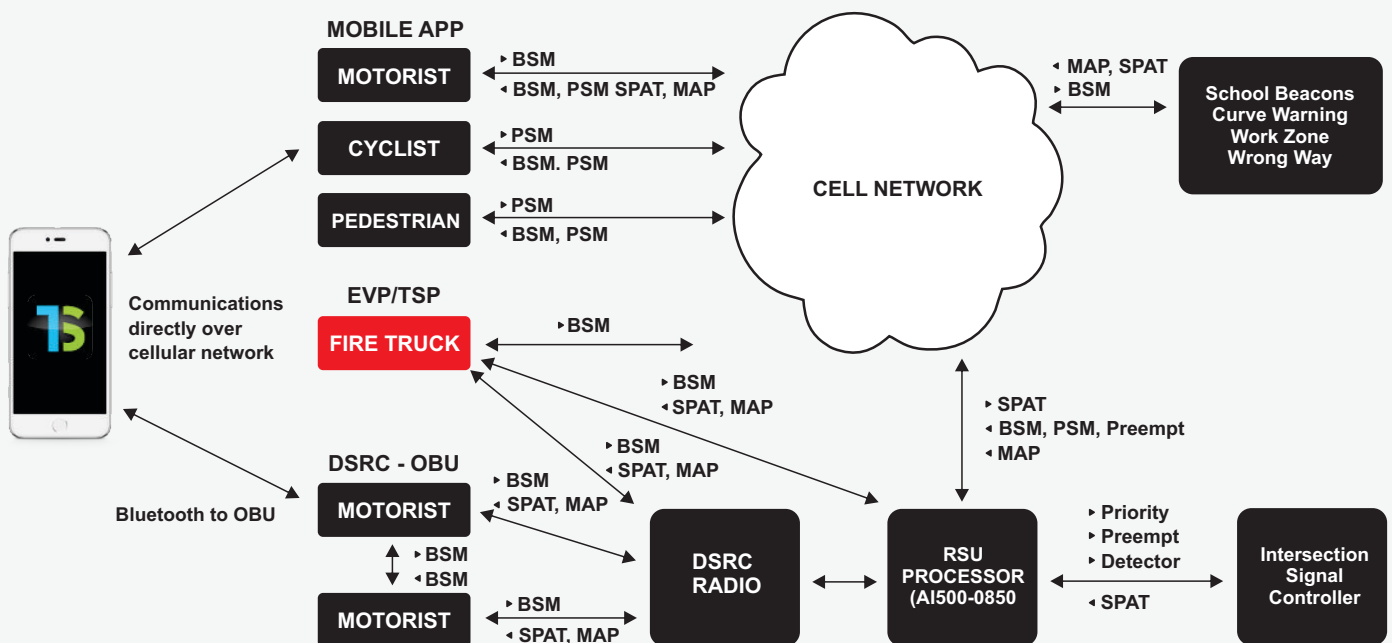 MOBILE APP
MOTORIST
▸ BSM
◂ BSM, PSM SPAT, MAP
CYCLIST
▸ PSM
◂ BSM. PSM
PEDESTRIAN
▸ PSM
◂ BSM, PSM
CELL NETWORK
◂ MAP, SPAT
▸ BSM
School Beacons
Curve Warning
Work Zone
Wrong Way
TS
Communications
directly over
cellular network
EVP/TSP
FIRE TRUCK
▸ BSM
▸ BSM
◂ SPAT, MAP
▸ BSM
◂ SPAT, MAP
▸ SPAT
◂ BSM, PSM, Preempt
◂ MAP
Bluetooth to OBU
DSRC - OBU
MOTORIST
▸ BSM
◂ SPAT, MAP
▸ BSM
◂ BSM
MOTORIST
▸ BSM
◂ SPAT, MAP
DSRC
RADIO
RSU
PROCESSOR
(AI500-0850
▸ Priority
▸ Preempt
▸ Detector
◂ SPAT
Intersection
Signal
Controller